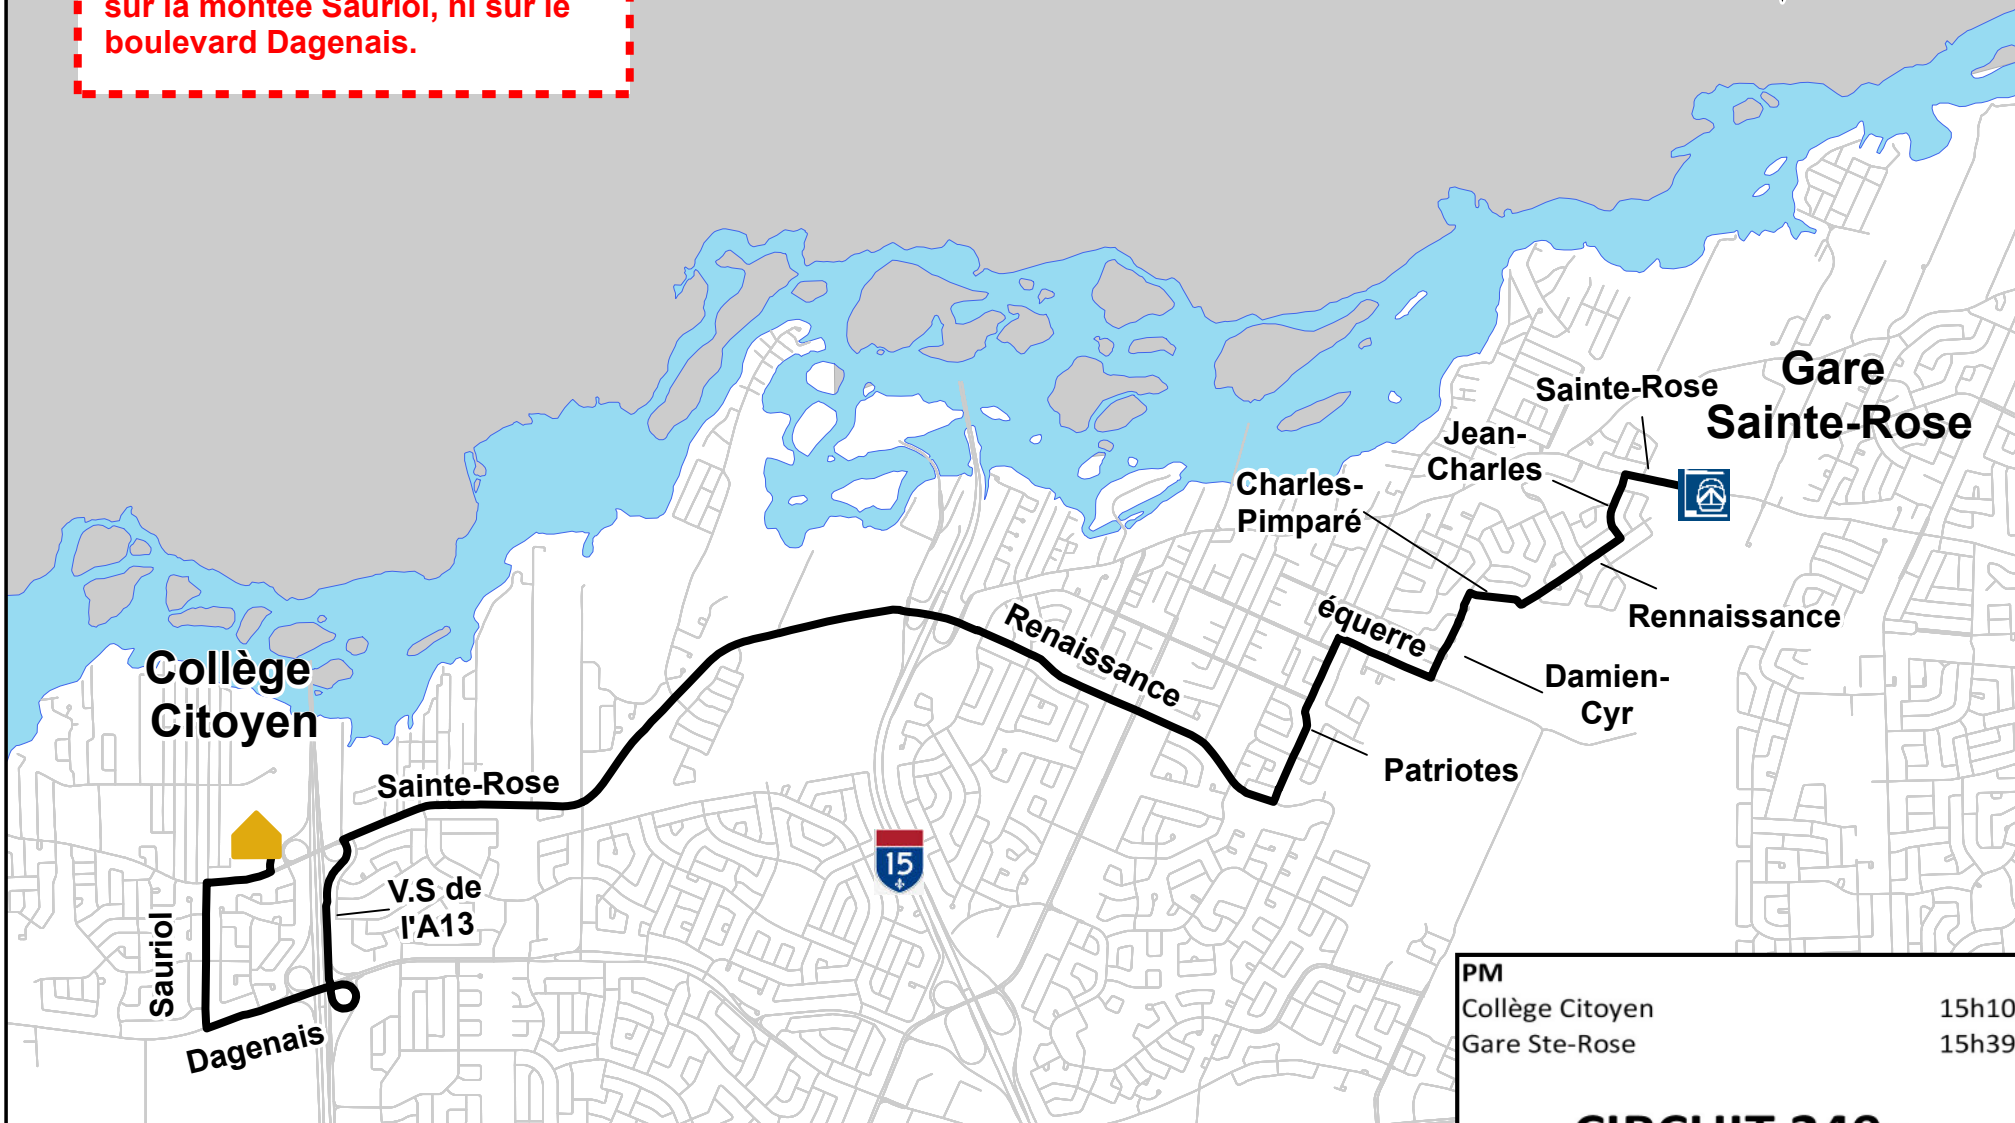 sur la montée Sauriol, ni sur le
boulevard Dagenais.
Gare
Sainte-Rose
Sainte-Rose
Jean-
Charles
Charles-
Pimparé
équerre
Rennaissance
Renaissance
Damien-
Cyr
Patriotes
Collège
Citoyen
Sainte-Rose
15
V.S de
l'A13
Sauriol
Dagenais
PM
Collège Citoyen 15h10
Gare Ste-Rose 15h39